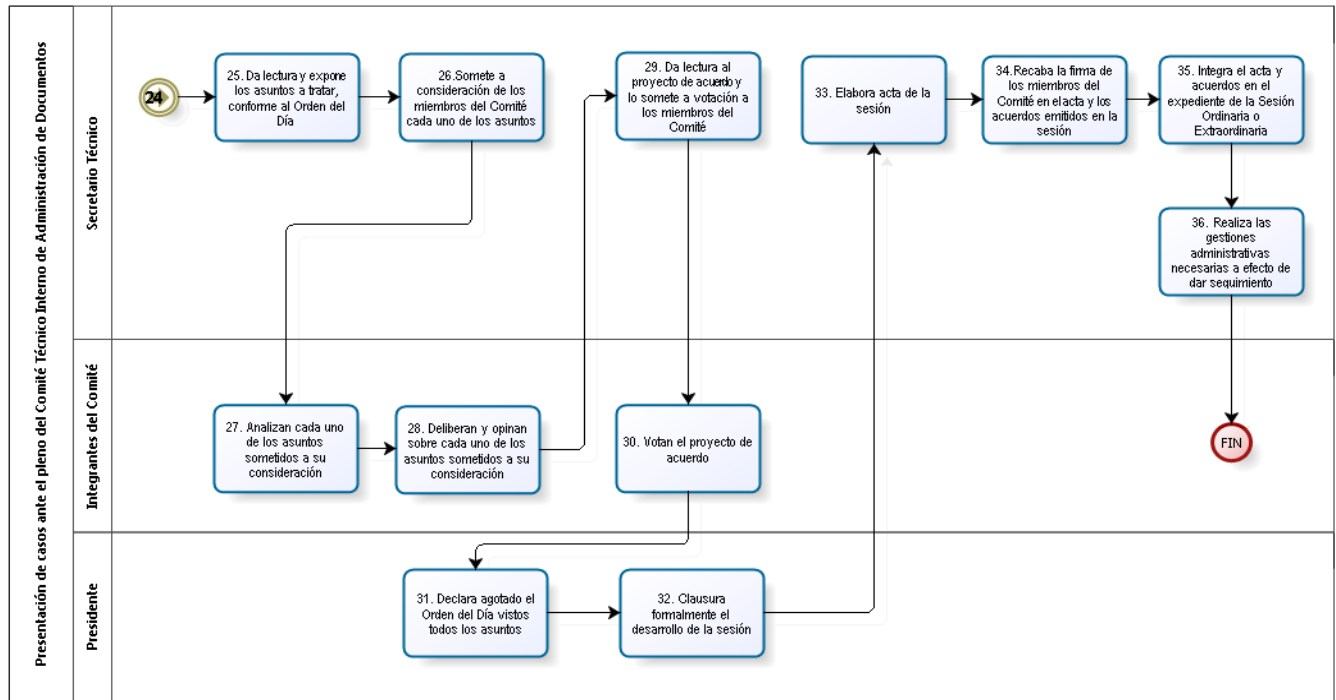 Presentación de casos ante el pleno del Comité Técnico Interno de Administración de Documentos
Secretario Técnico
24
25. Da lectura y expone
los asuntos a tratar,
conforme al Orden del
Día
26.Somete a
consideración de los
miembros del Comité
cada uno de los asuntos
29. Da lectura al
proyecto de acuerdo y
lo somete a votación a
los miembros del
Comité
33. Elabora acta de la
sesión
34.Recaba la firma de
los miembros del
Comité en el acta y los
acuerdos emitidos en la
sesión
35. Integra el acta y
acuerdos en el
expediente de la Sesión
Ordinaria o
Extraordinaria
36. Realiza las
gestiones
administrativas
necesarias a efecto de
dar seguimiento
Integrantes del Comité
27. Analizan cada uno
de los asuntos
sometidos a su
consideración
28. Deliberan y opinan
sobre cada uno de los
asuntos sometidos a su
consideración
30. Votan el proyecto de
acuerdo
FIN
Presidente
31. Declara agotado el
Orden del Día vistos
todos los asuntos
32. Clausura
formalmente el
desarrollo de la sesión